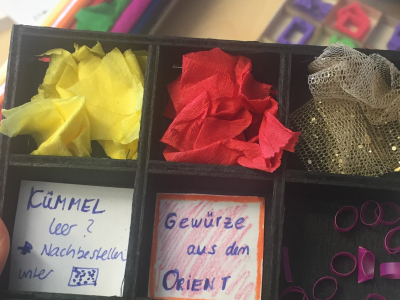 KÜMMEL
leer?
Nachbestellen
unter
Gewürze
aus dem
ORIENT